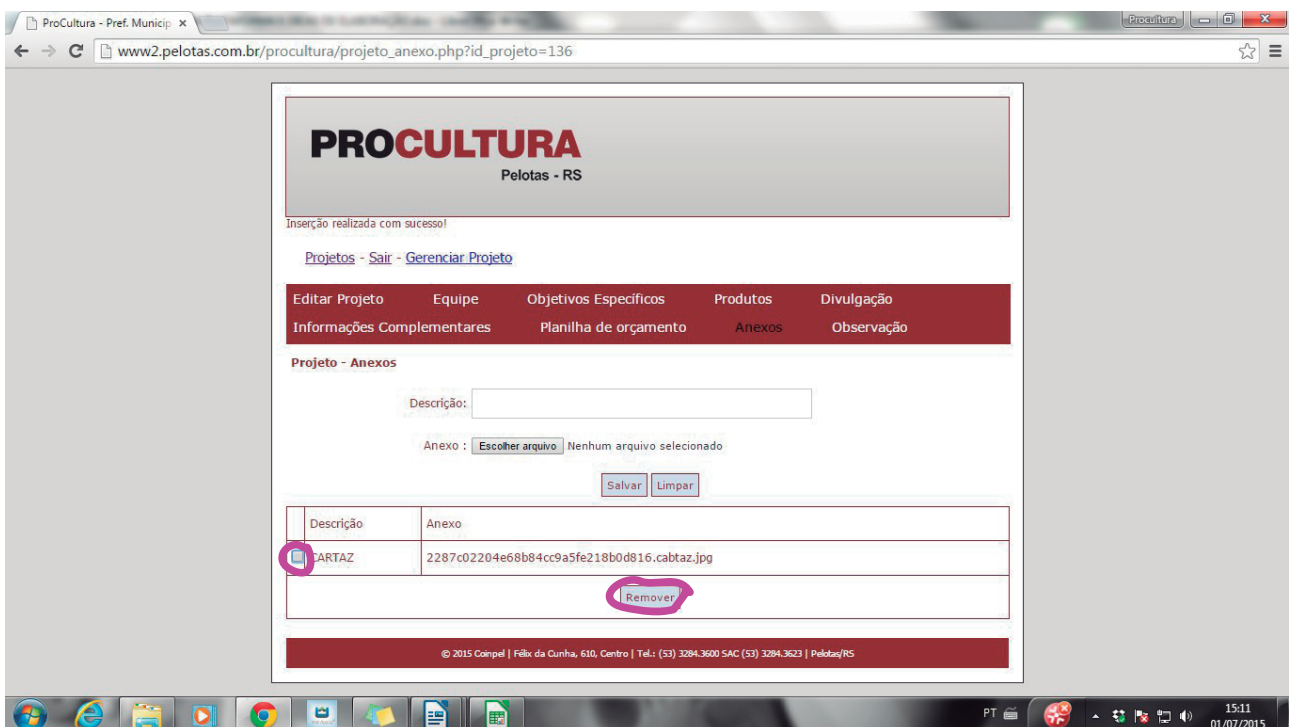 ProCultura - Pref. Municip
Procultura
www2.pelotas.com.br/procultura/projeto_anexo.php?id_projeto=136
PROCULTURA
Pelotas - RS
Inserção realizada com sucesso!
Projetos - Sair - Gerenciar Projeto
Editar Projeto Equipe Objetivos Específicos Produtos Divulgação
Informações Complementares Planilha de orçamento Anexos Observação
Projeto - Anexos
Descrição:
Anexo : Escolher arquivo Nenhum arquivo selecionado
Salvar Limpar
Descrição Anexo
CARTAZ 2287c02204e68b84cc9a5fe218b0d816.cabtaz.jpg
Remover
© 2015 Coinpel | Félix da Cunha, 610, Centro | Tel.: (53) 3284.3600 SAC (53) 3284.3623 | Pelotas/RS
PT 15:11
01/07/2015